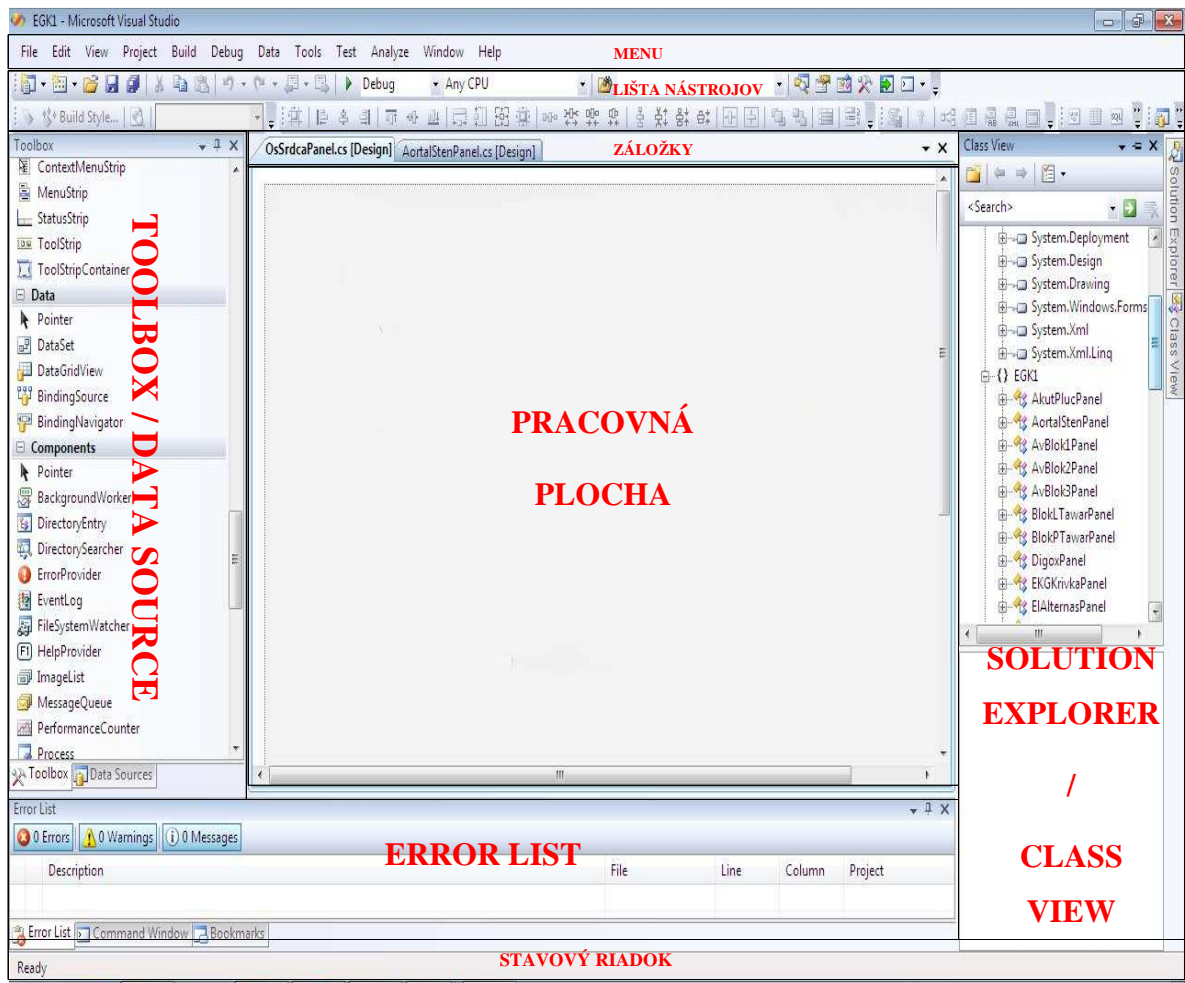 EGK1 - Microsoft Visual Studio
File Edit View Project Build Debug Data Tools Test Analyze Window Help
MENU
Debug Any CPU
LIŠTA NÁSTROJOV
Build Style...
Toolbox
ContextMenuStrip
MenuStrip
StatusStrip
ToolStrip
ToolStripContainer
Data
Pointer
DataSet
DataGridView
BindingSource
BindingNavigator
Components
Pointer
BackgroundWorker
DirectoryEntry
DirectorySearcher
ErrorProvider
EventLog
FileSystemWatcher
HelpProvider
ImageList
MessageQueue
PerformanceCounter
Process
Toolbox Data Sources
TOOLBOX / DATA SOURCE
OsSrdcaPanel.cs [Design] AortalStenPanel.cs [Design]
ZÁLOŽKY
PRACOVNÁ
PLOCHA
Class View
<Search>
System.Deployment
System.Design
System.Drawing
System.Windows.Forms
System.Xml
System.Xml.Linq
{} EGK1
AkutPlucPanel
AortalStenPanel
AvBlok1Panel
AvBlok2Panel
AvBlok3Panel
BlokLTawarPanel
BlokPTawarPanel
DigoxPanel
EKGKrivkaPanel
ElAlternasPanel
Solution Explorer
Class View
SOLUTION
EXPLORER
/
CLASS
VIEW
Error List
0 Errors 0 Warnings 0 Messages
ERROR LIST
Description File Line Column Project
Error List Command Window Bookmarks
STAVOVÝ RIADOK
Ready